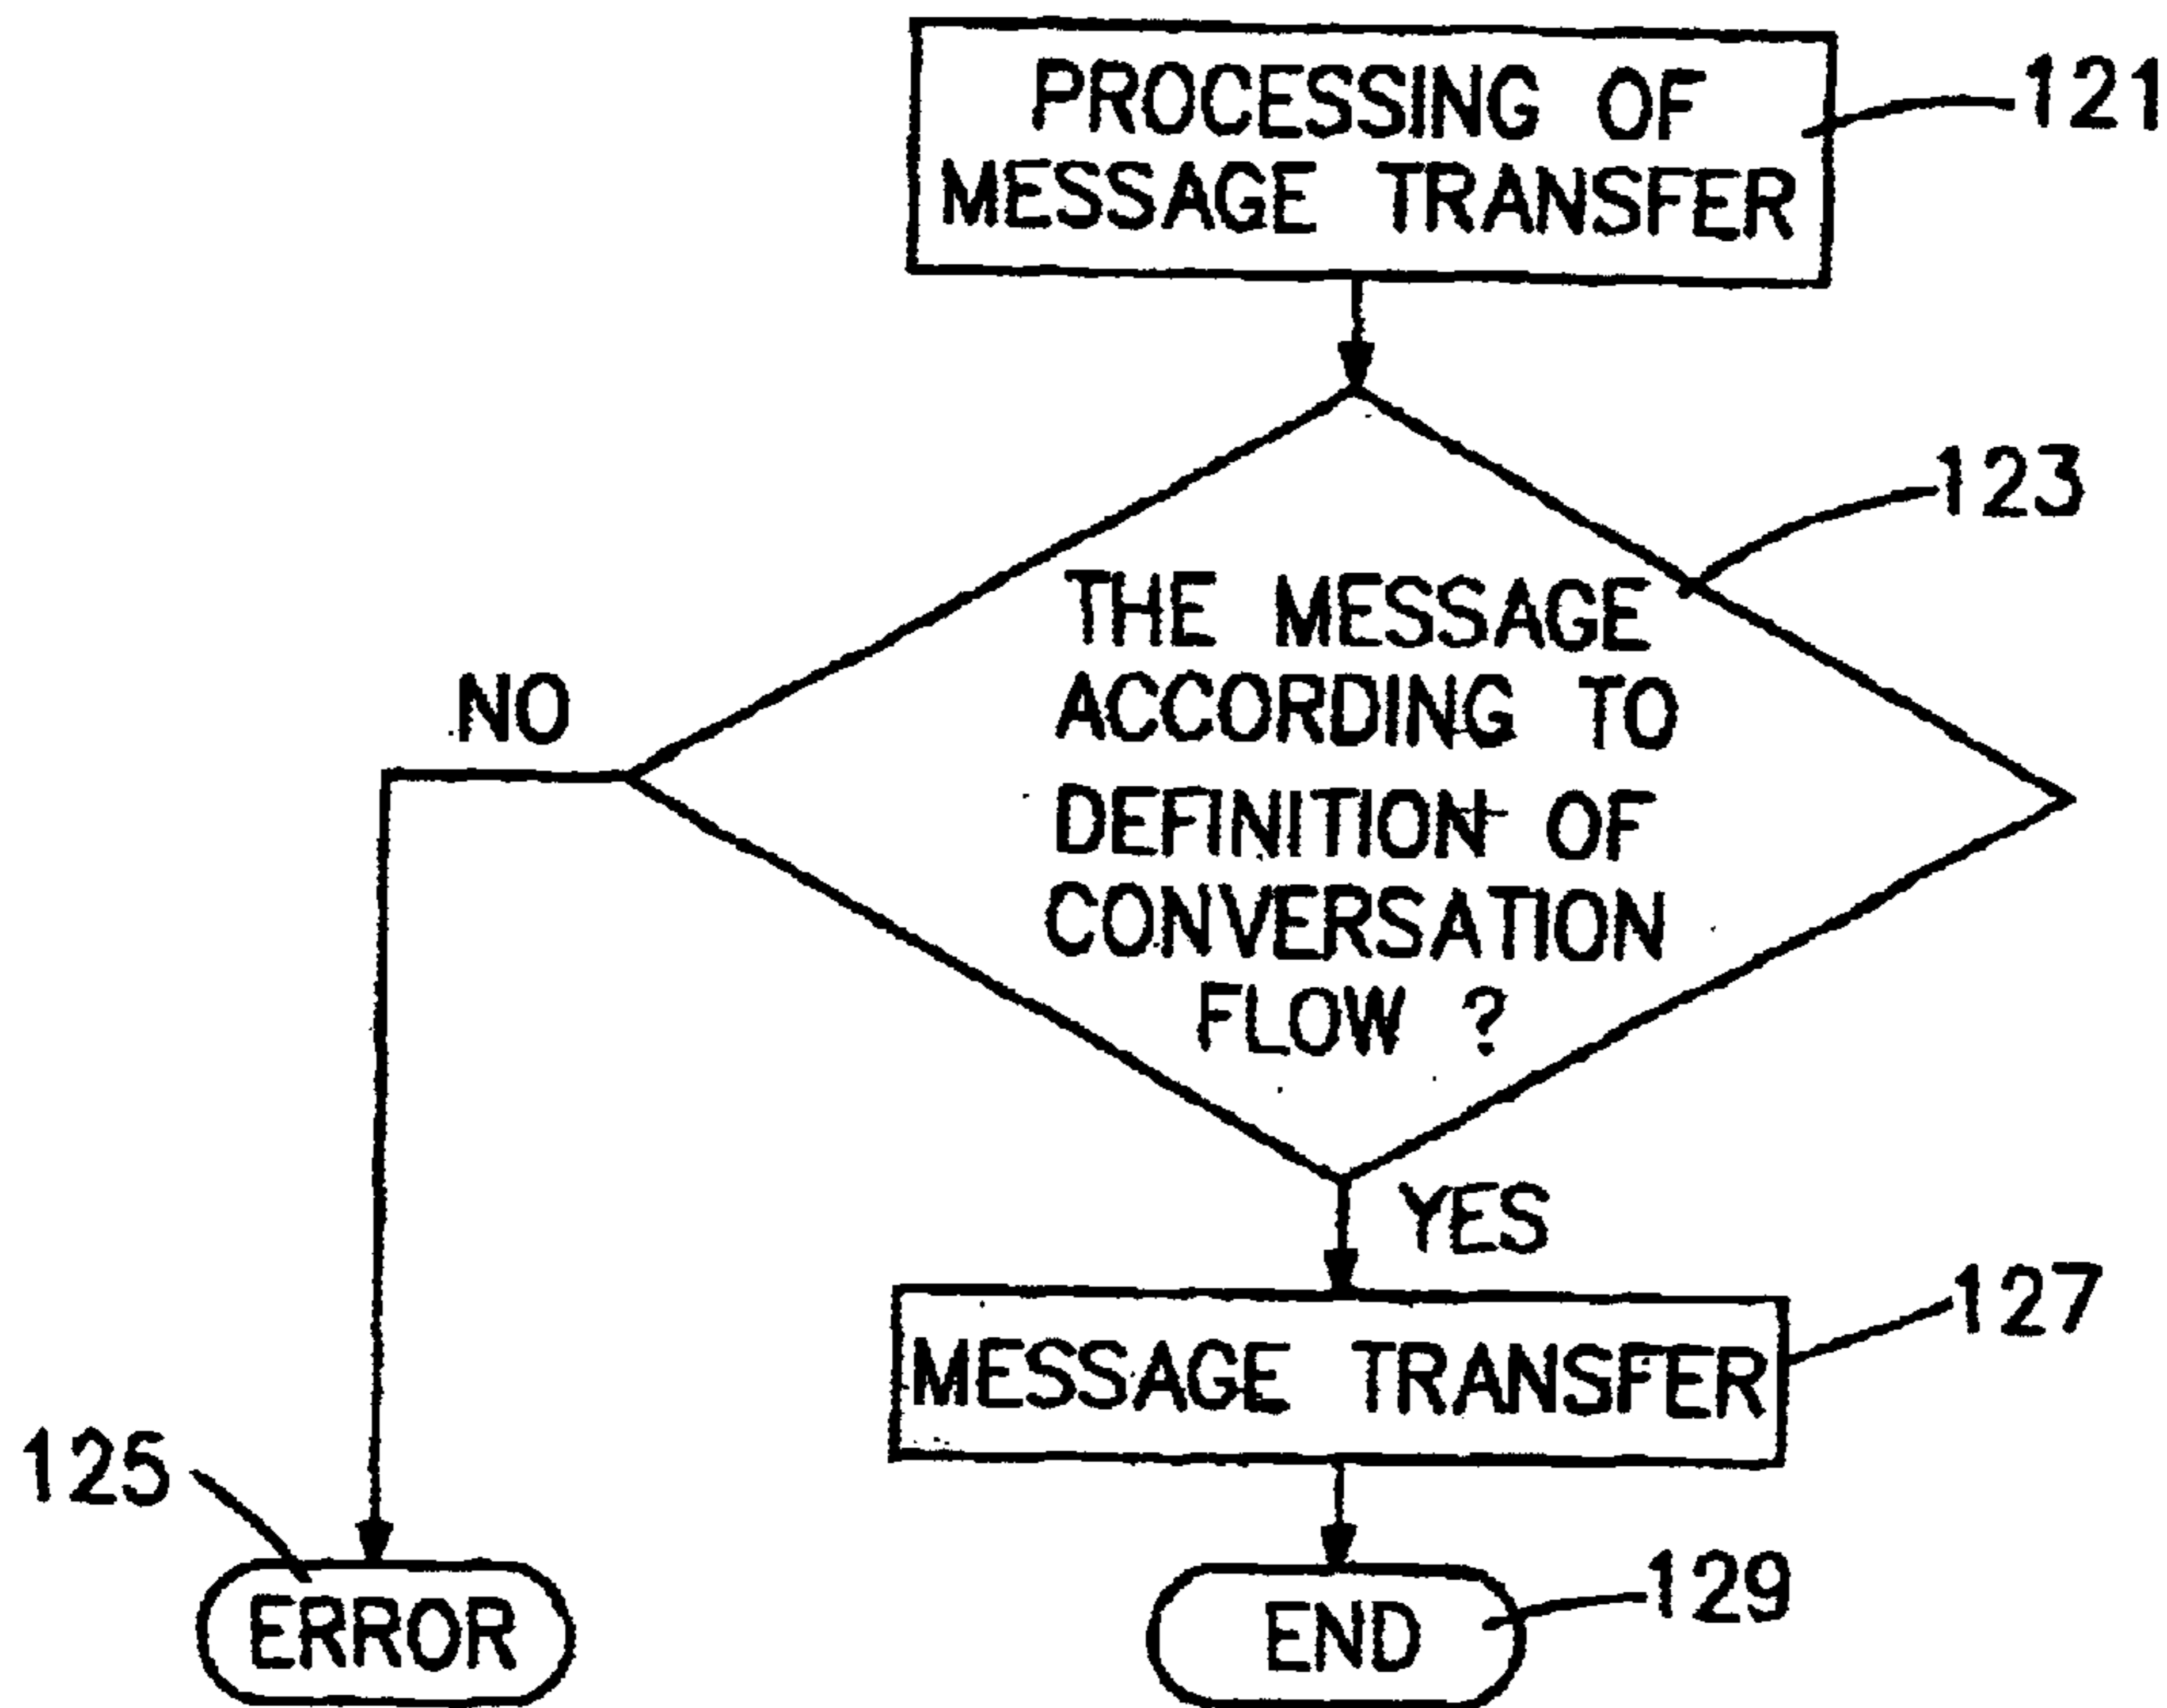 PROCESSING OF
MESSAGE TRANSFER
121
123
THE MESSAGE
ACCORDING TO
DEFINITION OF
CONVERSATION
FLOW ?
NO
YES
MESSAGE TRANSFER
127
125
ERROR
END
129